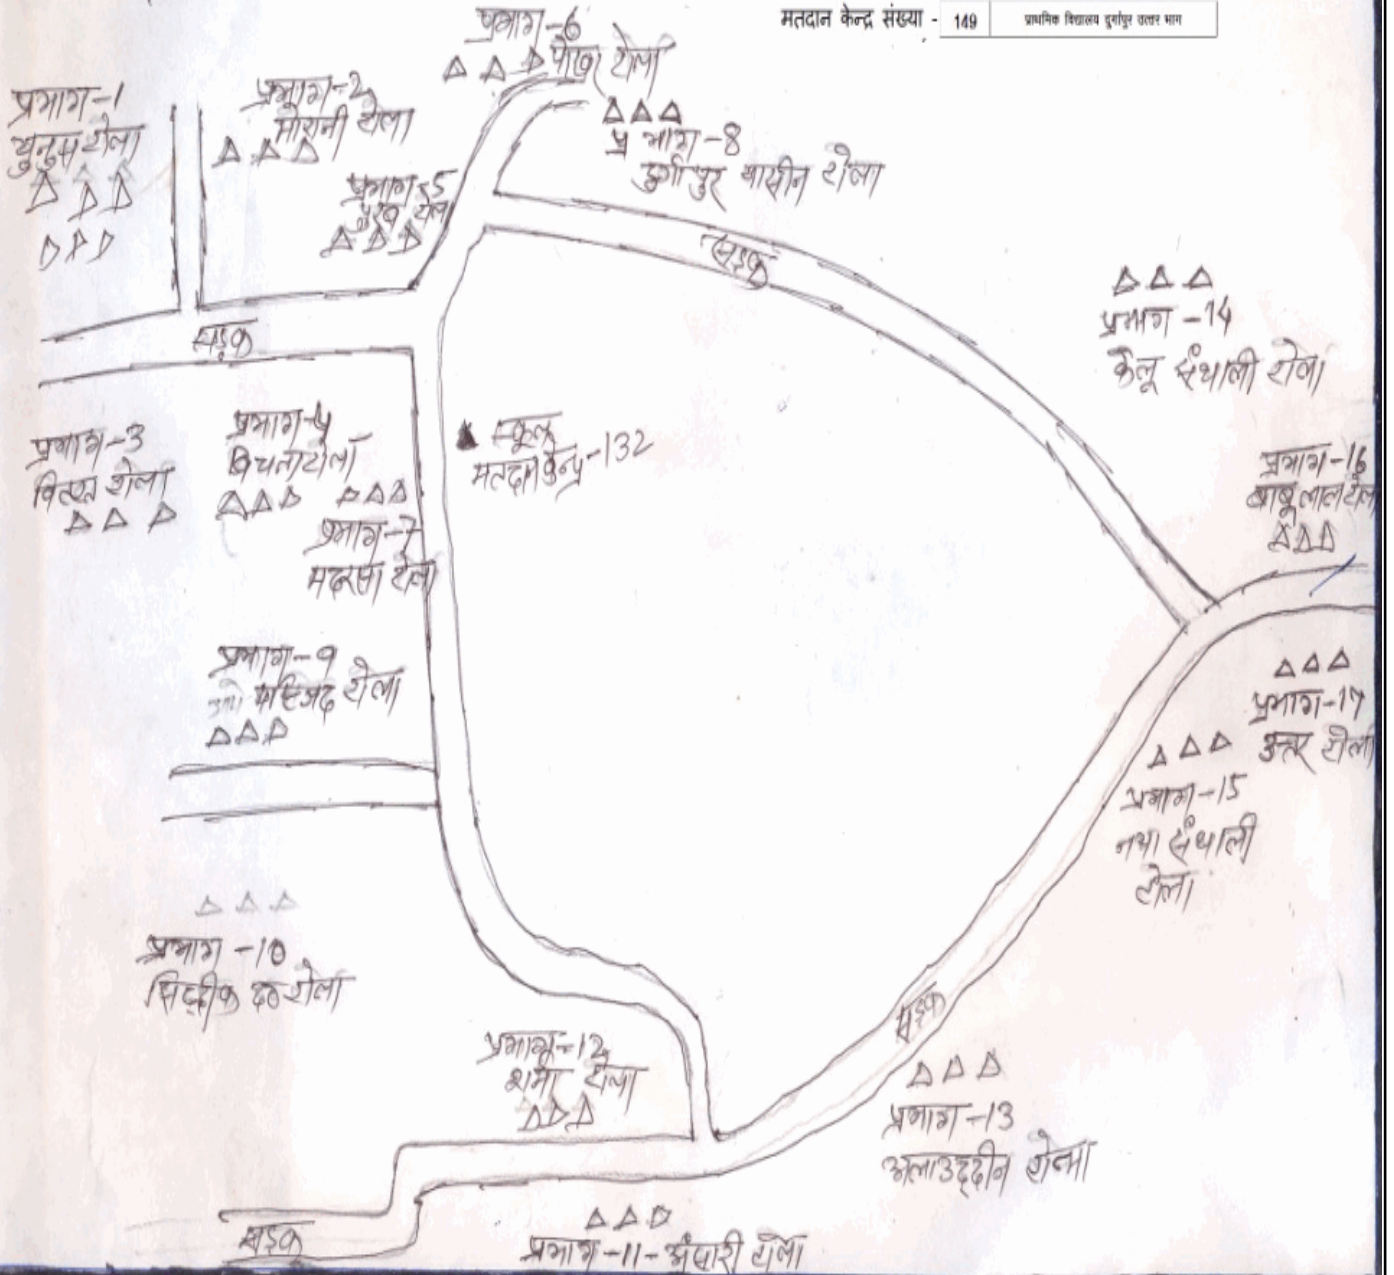 मतदान केन्द्र संख्या - 149 प्राथमिक विद्यालय दुर्गापुर उत्तर भाग
प्रभाग-6
पोखर टोला
प्रभाग-1
युनुस टोला
प्रभाग-2
मोरानी टोला
प्रभाग-8
दुर्गापुर यासीन टोला
प्रभाग-5
टोला
सड़क
प्रभाग-14
केलू संथाली टोला
सड़क
प्रभाग-3
टोला
प्रभाग-4
बिचलाटोला
स्कूल
मतदान केन्द्र-132
प्रभाग-16
बाबूलाल टोला
प्रभाग-7
मदरसा टोला
प्रभाग-9
मस्जिद टोला
प्रभाग-17
उत्तर टोला
प्रभाग-15
नया संथाली
टोला
प्रभाग-10
सिद्दीक टोला
सड़क
प्रभाग-12
शर्मा टोला
प्रभाग-13
अलाउद्दीन टोला
सड़क
प्रभाग-11-अंसारी टोला